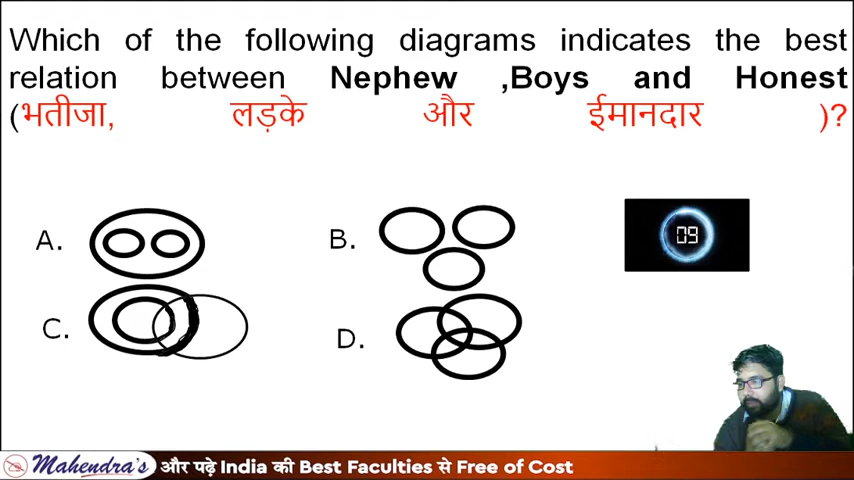 Which of the following diagrams indicates the best
relation between Nephew ,Boys and Honest
(भतीजा, लड़के और ईमानदार )?
A.
B.
09
C.
D.
Mahendra's और पढ़े India की Best Faculties से Free of Cost